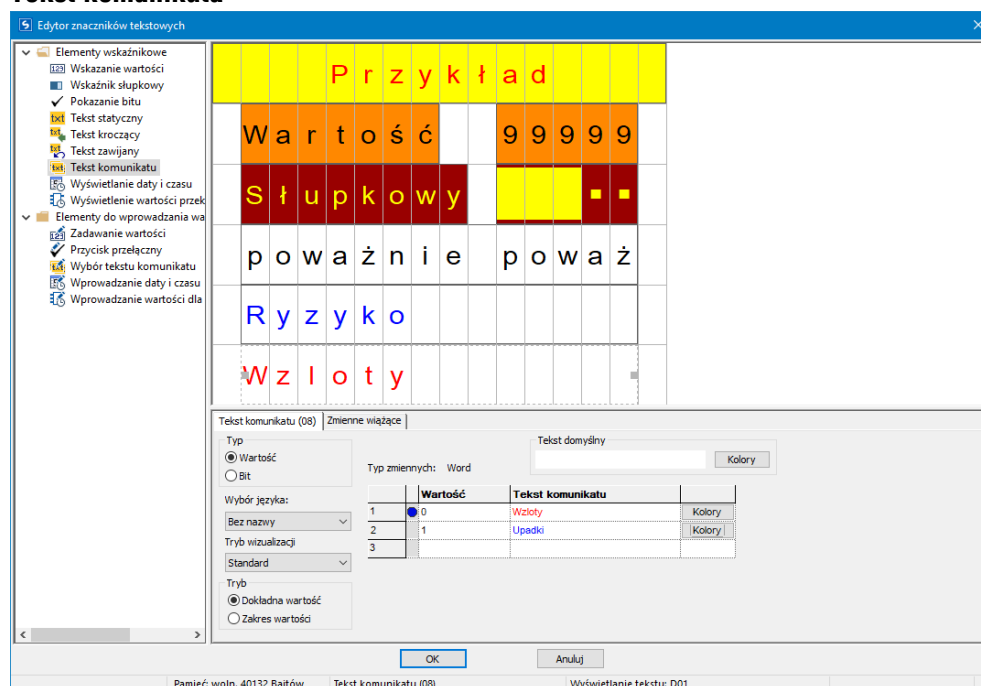 Tekst komunikatu
Edytor znaczników tekstowych
Elementy wskaźnikowe
Wskazanie wartości
Wskaźnik słupkowy
Pokazanie bitu
Tekst statyczny
Tekst kroczący
Tekst zawijany
Tekst komunikatu
Wyświetlanie daty i czasu
Wyświetlenie wartości przek
Elementy do wprowadzania wa
Zadawanie wartości
Przycisk przełączny
Wybór tekstu komunikatu
Wprowadzanie daty i czasu
Wprowadzanie wartości dla
Przykład
Wartość 99999
Słupkowy
poważnie poważ
Ryzyko
Wzloty
Tekst komunikatu (08) Zmienne wiążące
Typ
Wartość
Bit
Wybór języka:
Bez nazwy
Tryb wizualizacji
Standard
Tryb
Dokładna wartość
Zakres wartości
Typ zmiennych: Word
Tekst domyślny
Kolory
Wartość Tekst komunikatu
1 0 Wzloty Kolory
2 1 Upadki Kolory
3
OK Anuluj
Pamięć: woln. 40132 Bajtów Tekst komunikatu (08) Wyświetlanie tekstu: D01